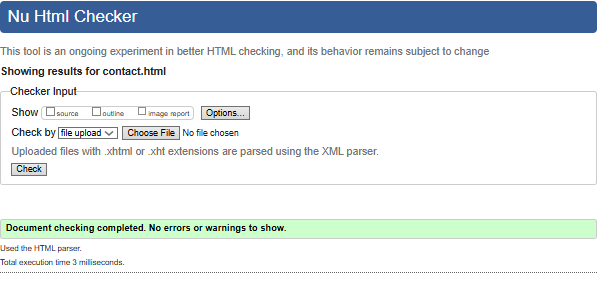 Nu Html Checker
This tool is an ongoing experiment in better HTML checking, and its behavior remains subject to change
Showing results for contact.html
Checker Input
Show source outline image report Options...
Check by file upload Choose File No file chosen
Uploaded files with .xhtml or .xht extensions are parsed using the XML parser.
Check
Document checking completed. No errors or warnings to show.
Used the HTML parser.
Total execution time 3 milliseconds.